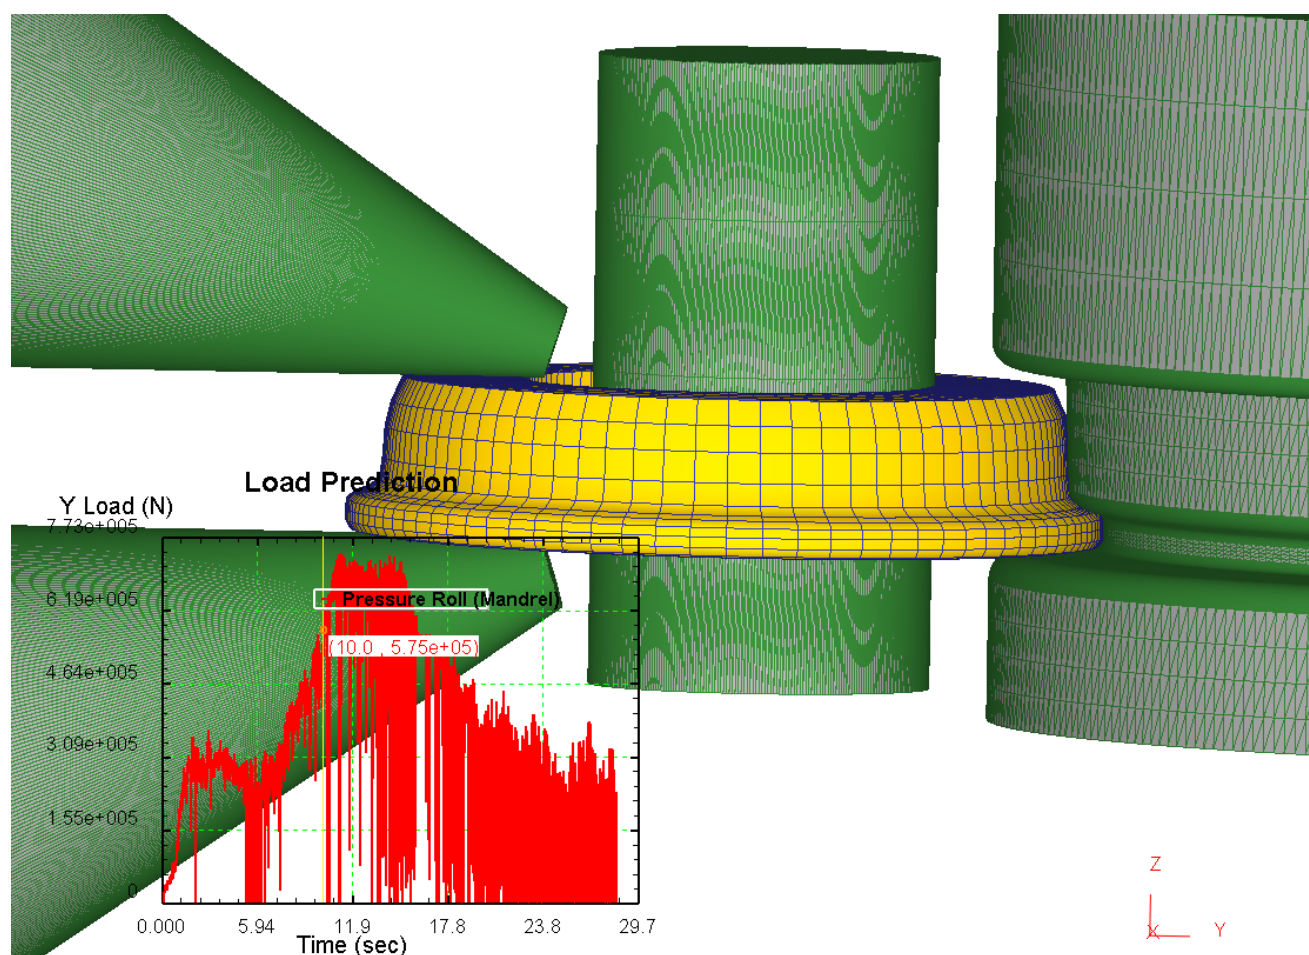 Load Prediction
Y Load (N)
7.73e+005
6.19e+005
Pressure Roll (Mandrel)
(10.0 , 5.75e+05)
4.64e+005
3.09e+005
1.55e+005
0
0.000 5.94 11.9 17.8 23.8 29.7
Time (sec)
Z
X Y